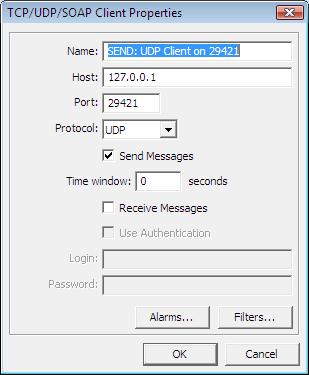 TCP/UDP/SOAP Client Properties
Name: SEND: UDP Client on 29421
Host: 127.0.0.1
Port: 29421
Protocol: UDP
Send Messages
Time window: 0 seconds
Receive Messages
Use Authentication
Login:
Password:
Alarms... Filters...
OK Cancel